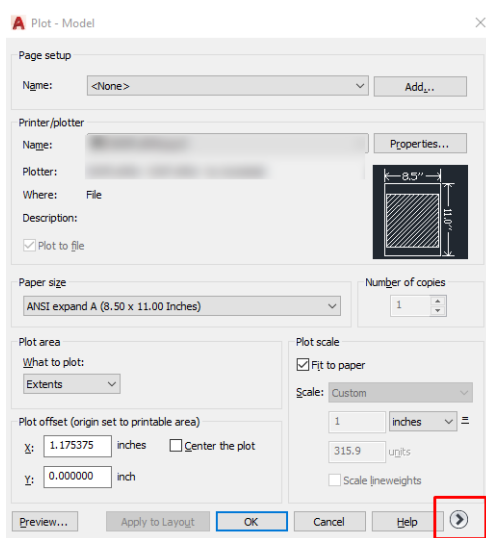 Plot - Model
Page setup
Name: <None> Add...
Printer/plotter
Name: Properties...
Plotter:
Where: File
Description:
Plot to file
8.5"
11.0"
Paper size
ANSI expand A (8.50 x 11.00 Inches)
Number of copies
1
Plot area
What to plot:
Extents
Plot scale
Fit to paper
Scale: Custom
1 inches =
315.9 units
Scale lineweights
Plot offset (origin set to printable area)
X: 1.175375 inches Center the plot
Y: 0.000000 inch
Preview... Apply to Layout OK Cancel Help